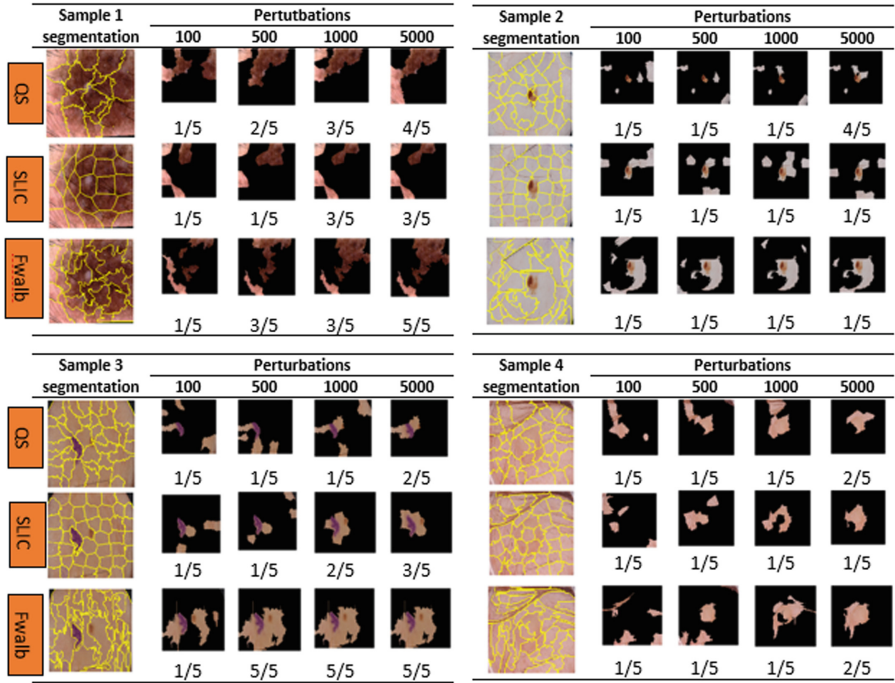 Sample 1 Pertutbations
segmentation 100 500 1000 5000
QS
1/5 2/5 3/5 4/5
SLIC
1/5 1/5 3/5 3/5
Fwalb
1/5 3/5 3/5 5/5
Sample 2 Perturbations
segmentation 100 500 1000 5000
1/5 1/5 1/5 4/5
1/5 1/5 1/5 1/5
1/5 1/5 1/5 1/5
Sample 3 Perturbations
segmentation 100 500 1000 5000
QS
1/5 1/5 1/5 2/5
SLIC
1/5 1/5 2/5 3/5
Fwalb
1/5 5/5 5/5 5/5
Sample 4 Perturbations
segmentation 100 500 1000 5000
1/5 1/5 1/5 2/5
1/5 1/5 1/5 1/5
1/5 1/5 1/5 2/5